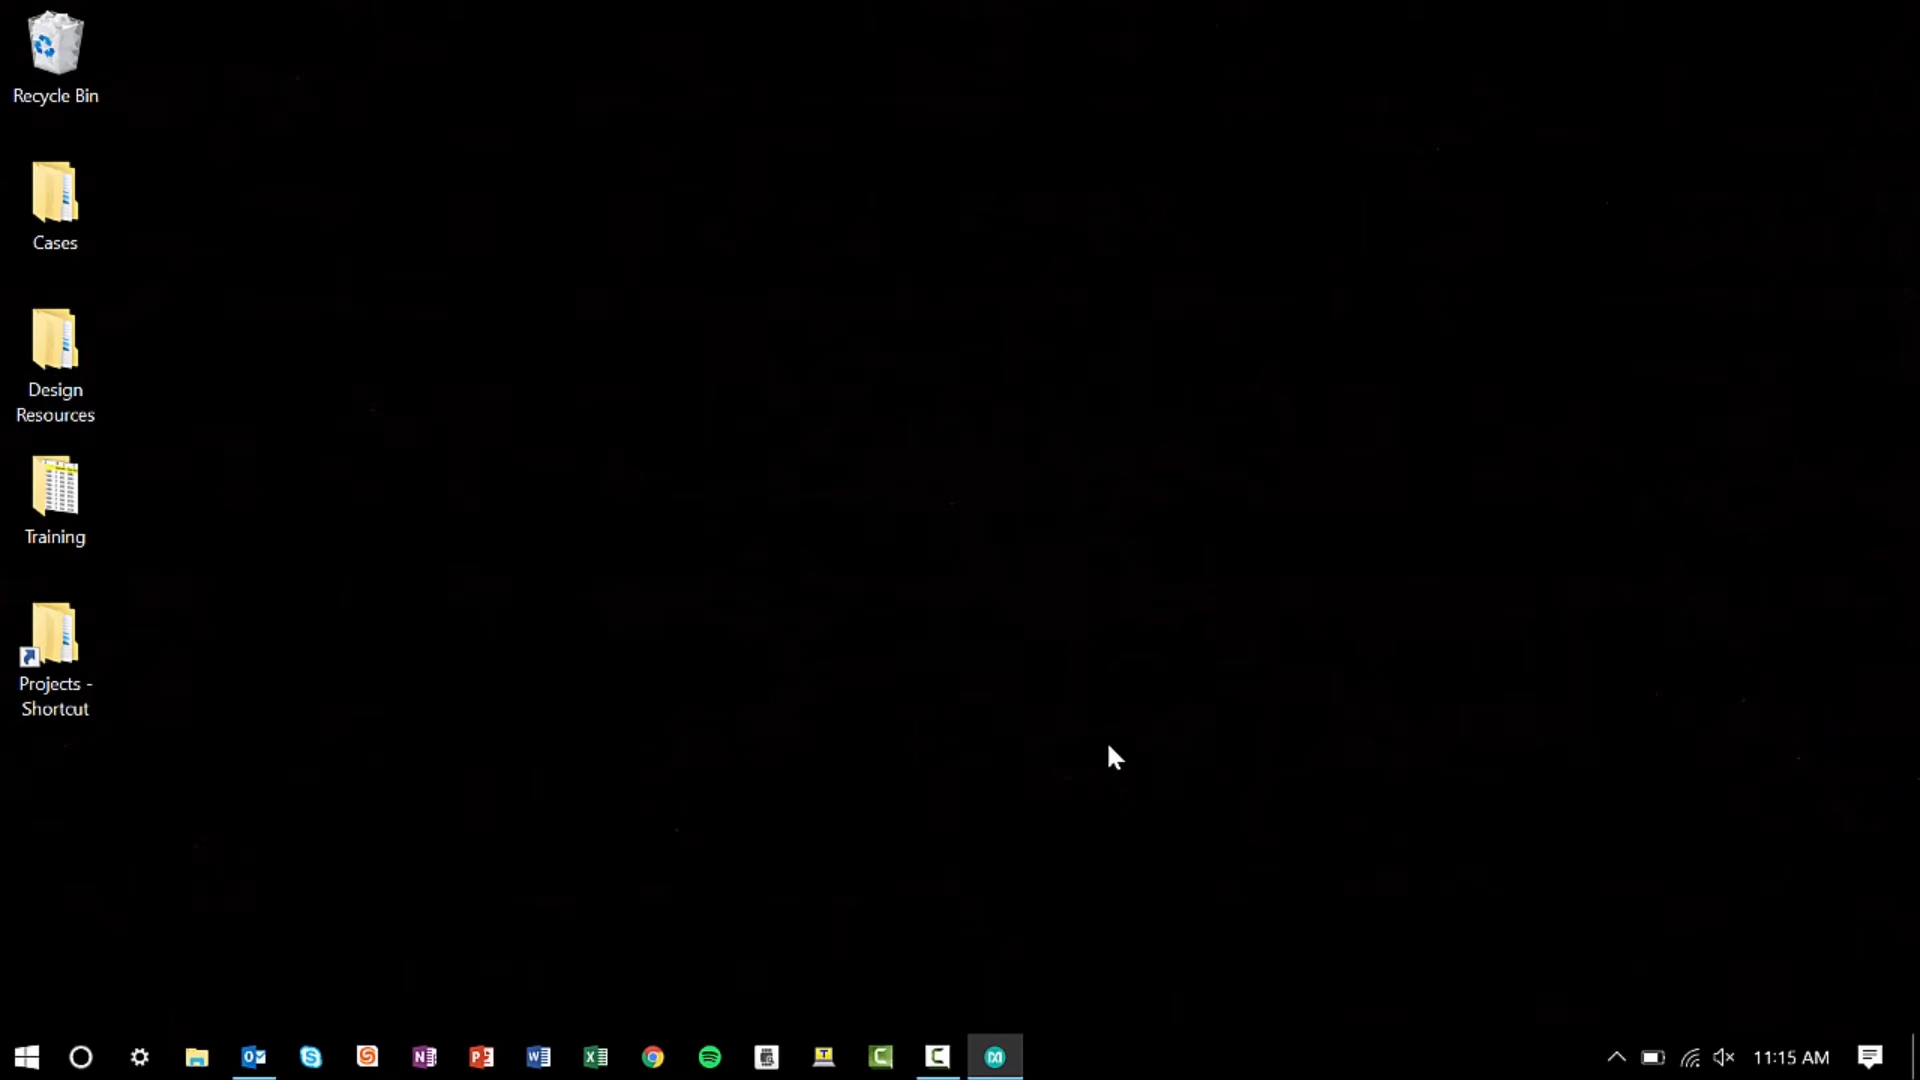 Recycle Bin
Cases
Design
Resources
Training
Projects -
Shortcut
11:15 AM